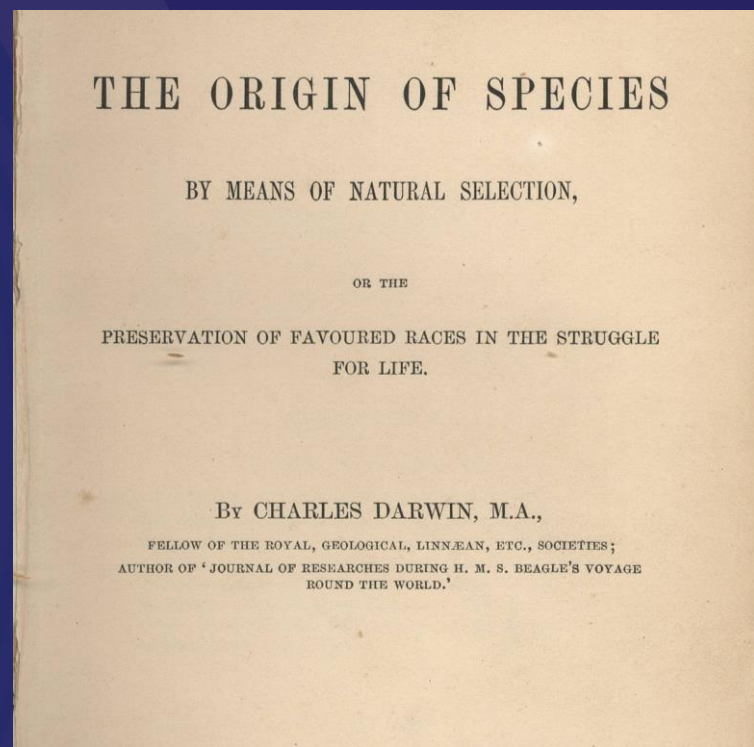 THE ORIGIN OF SPECIES
BY MEANS OF NATURAL SELECTION,
OR THE
PRESERVATION OF FAVOURED RACES IN THE STRUGGLE
FOR LIFE.
BY CHARLES DARWIN, M.A.,
FELLOW OF THE ROYAL, GEOLOGICAL, LINNÆAN, ETC., SOCIETIES;
AUTHOR OF ‘JOURNAL OF RESEARCHES DURING H. M. S. BEAGLE’S VOYAGE
ROUND THE WORLD.’